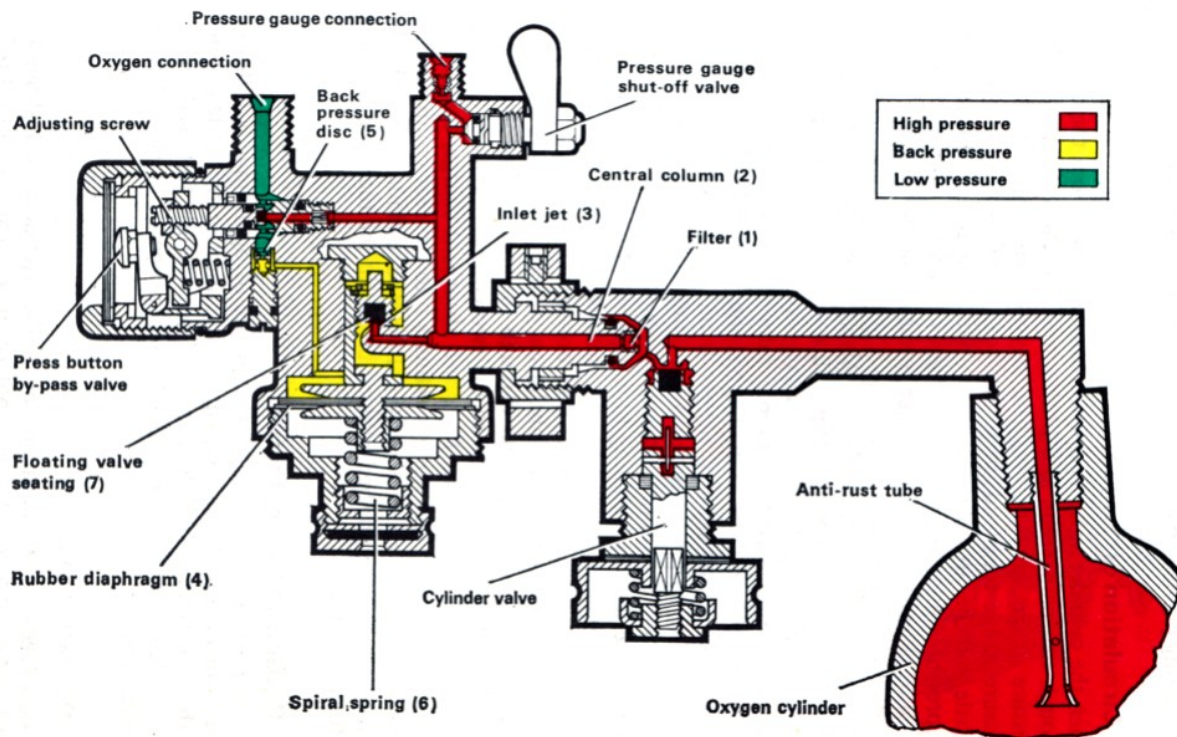 Pressure gauge connection
Oxygen connection
Back
pressure
disc (5)
Pressure gauge
shut-off valve
Adjusting screw
High pressure
Back pressure
Low pressure
Central column (2)
Inlet jet (3)
Filter (1)
Press button
by-pass valve
Floating valve
seating (7)
Anti-rust tube
Rubber diaphragm (4).
Cylinder valve
Spiral spring (6)
Oxygen cylinder